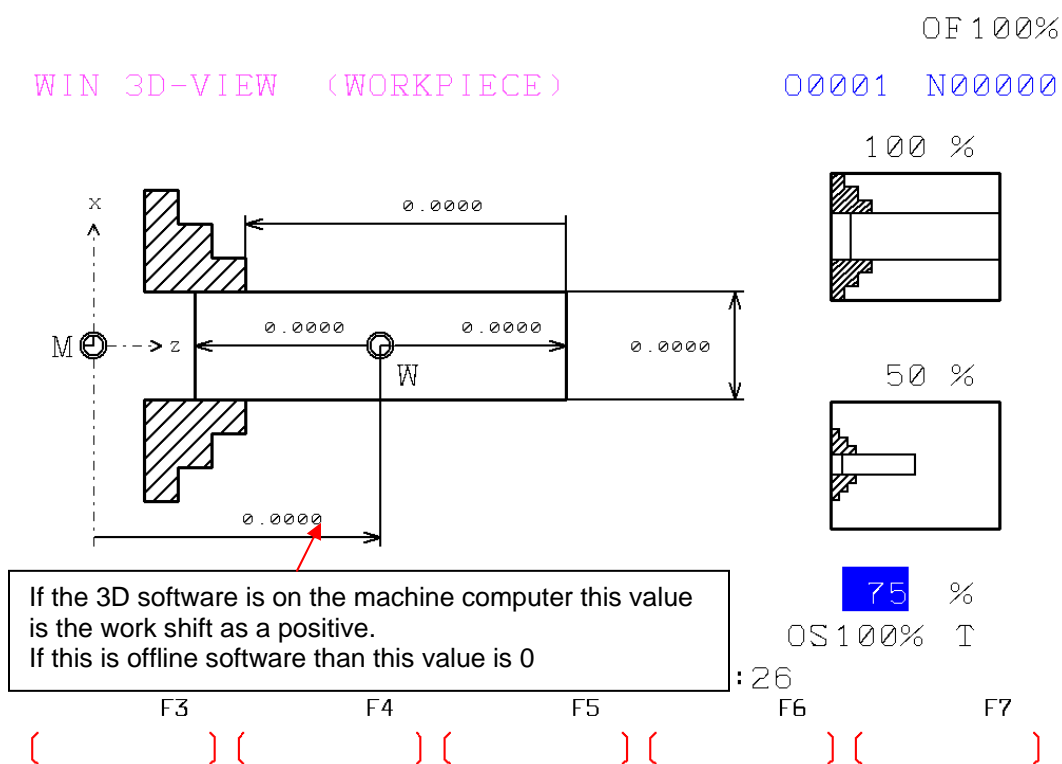 OF100%
WIN 3D-VIEW (WORKPIECE) O0001 N00000
100 %
x
0.0000
0.0000 0.0000
M z W 0.0000
50 %
0.0000
If the 3D software is on the machine computer this value
is the work shift as a positive.
If this is offline software than this value is 0
75 %
OS100% T
:26
F3 F4 F5 F6 F7